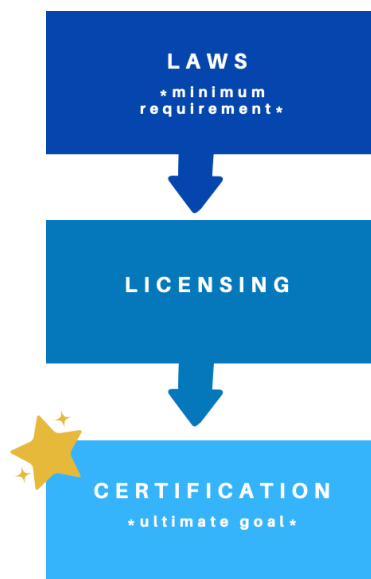 LAWS
*minimum
requirement*
LICENSING
CERTIFICATION
*ultimate goal*